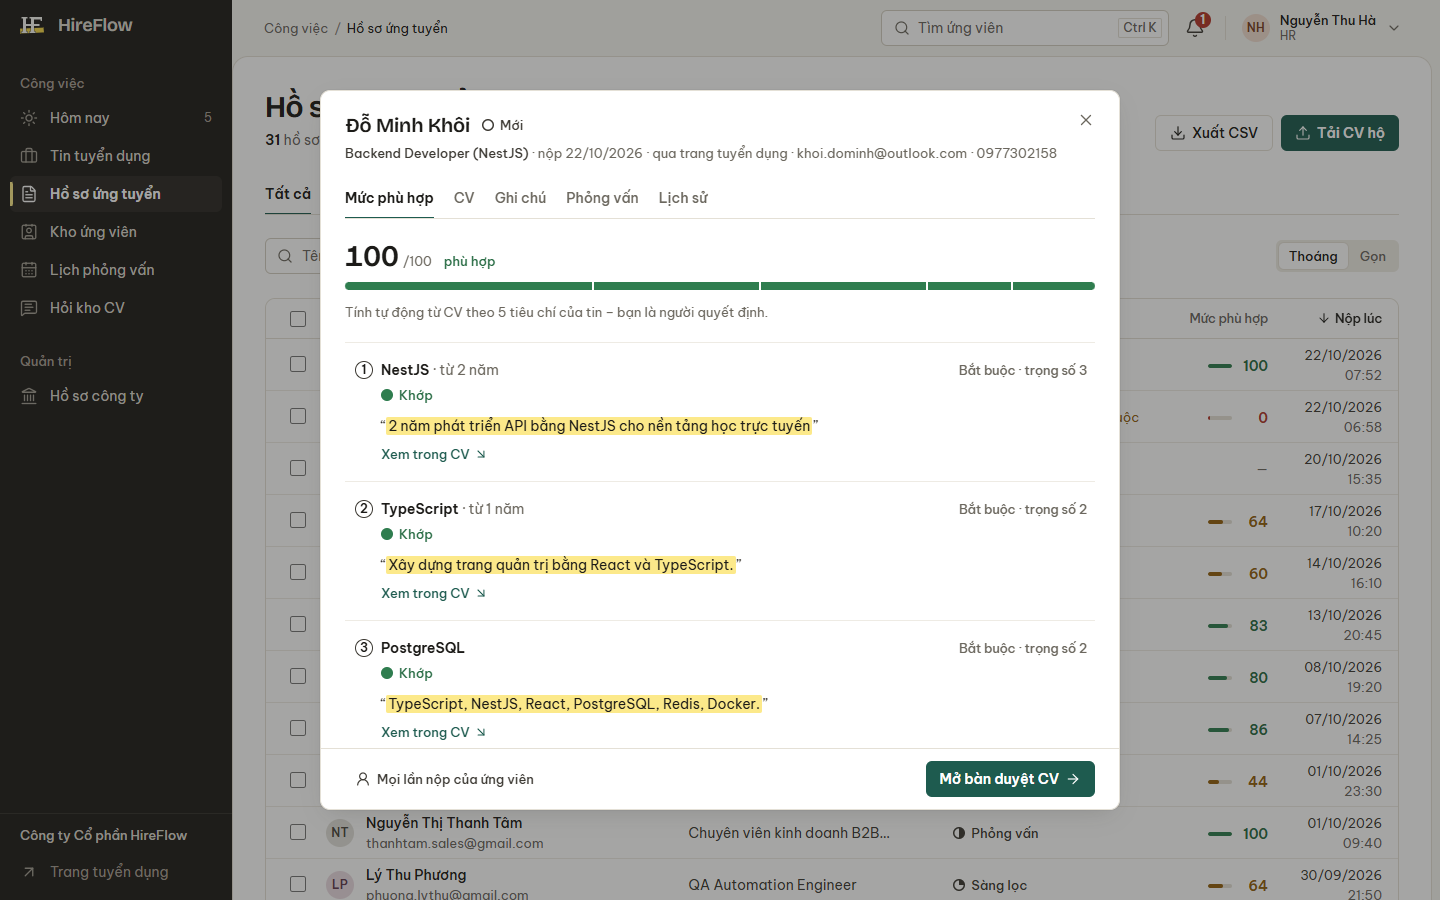 HireFlow
Công việc / Hồ sơ ứng tuyển
Tìm ứng viên
Ctrl K
1
NH
Nguyễn Thu Hà
HR
Công việc
Hôm nay 5
Tin tuyển dụng
Hồ sơ ứng tuyển
Kho ứng viên
Lịch phỏng vấn
Hỏi kho CV
Quản trị
Hồ sơ công ty
Công ty Cổ phần HireFlow
Trang tuyển dụng
31 hồ sơ
Xuất CSV
Tải CV hộ
Tất cả
Thoáng
Gọn
Đỗ Minh Khôi
Mới
Backend Developer (NestJS) · nộp 22/10/2026 · qua trang tuyển dụng · khoi.dominh@outlook.com · 0977302158
Mức phù hợp
CV
Ghi chú
Phỏng vấn
Lịch sử
100 /100 phù hợp
Tính tự động từ CV theo 5 tiêu chí của tin – bạn là người quyết định.
1 NestJS · từ 2 năm
Bắt buộc · trọng số 3
Khớp
“2 năm phát triển API bằng NestJS cho nền tảng học trực tuyến”
Xem trong CV
2 TypeScript · từ 1 năm
Bắt buộc · trọng số 2
Khớp
“Xây dựng trang quản trị bằng React và TypeScript.”
Xem trong CV
3 PostgreSQL
Bắt buộc · trọng số 2
Khớp
“TypeScript, NestJS, React, PostgreSQL, Redis, Docker.”
Xem trong CV
Mọi lần nộp của ứng viên
Mở bàn duyệt CV
Mức phù hợp
Nộp lúc
100
22/10/2026
07:52
0
22/10/2026
06:58
–
20/10/2026
15:35
64
17/10/2026
10:20
60
14/10/2026
16:10
83
13/10/2026
20:45
80
08/10/2026
19:20
86
07/10/2026
14:25
44
01/10/2026
23:30
NT
Nguyễn Thị Thanh Tâm
thanhtam.sales@gmail.com
Chuyên viên kinh doanh B2B...
Phỏng vấn
100
01/10/2026
09:40
LP
Lý Thu Phương
phuong.lythu@gmail.com
QA Automation Engineer
Sàng lọc
64
30/09/2026
21:50